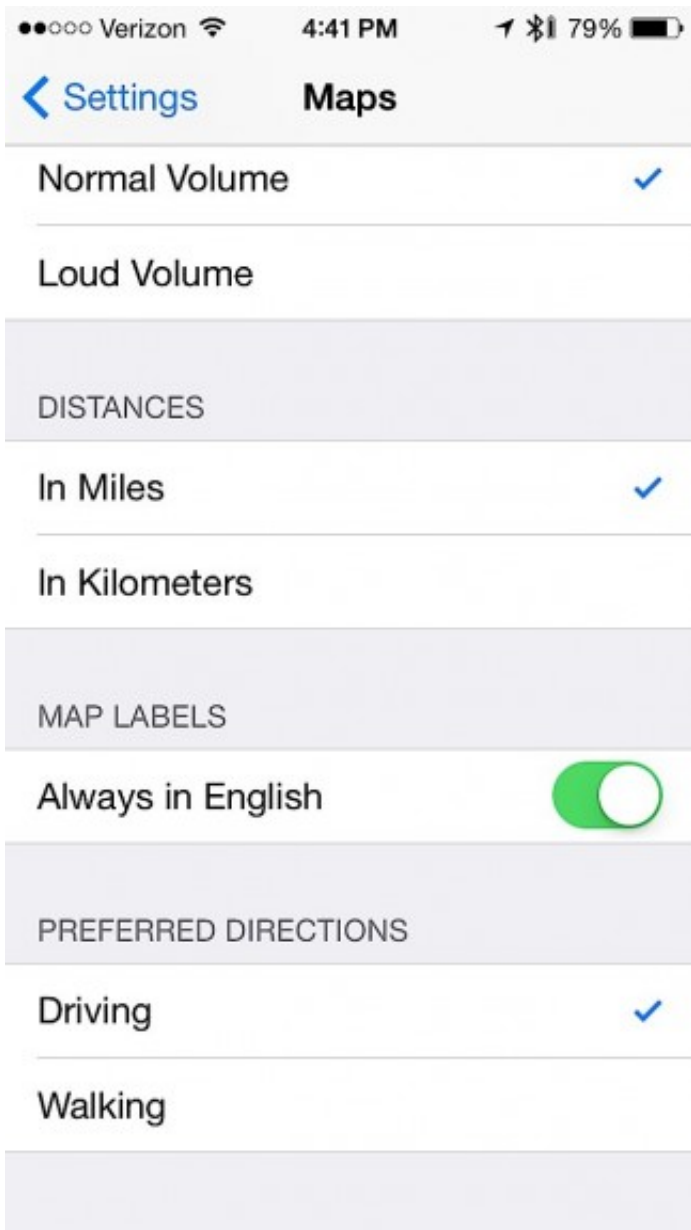 Verizon 4:41 PM 79%
Settings Maps
Normal Volume
Loud Volume
DISTANCES
In Miles
In Kilometers
MAP LABELS
Always in English
PREFERRED DIRECTIONS
Driving
Walking